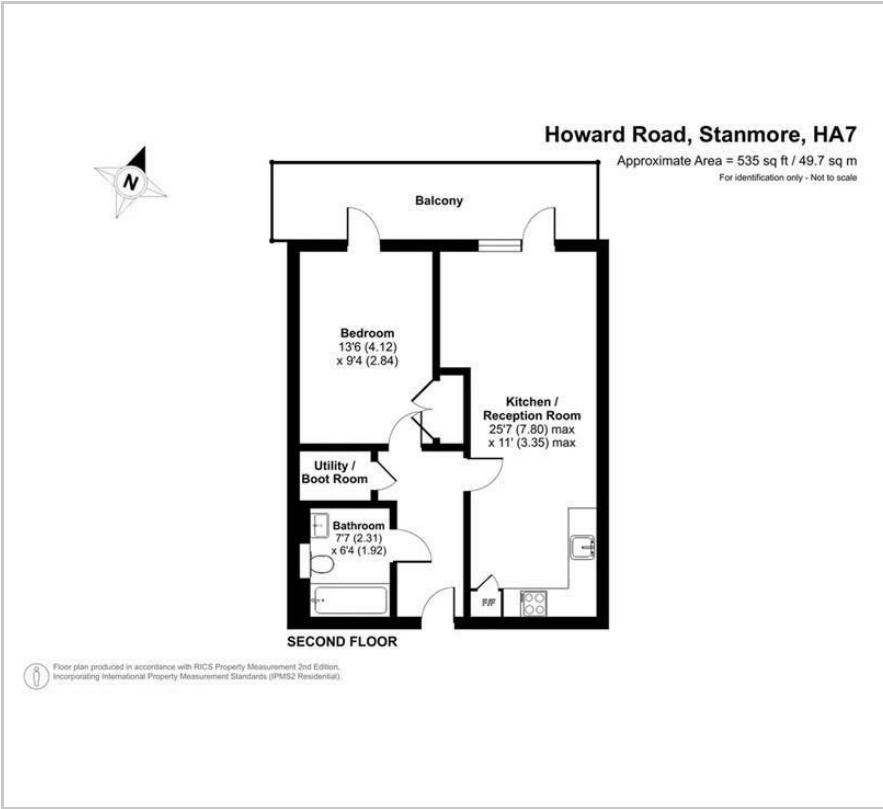 Howard Road, Stanmore, HA7
Approximate Area = 535 sq ft / 49.7 sq m
For identification only - Not to scale
N
Balcony
Bedroom
13'6 (4.12)
x 9'4 (2.84)
Kitchen /
Reception Room
25'7 (7.80) max
x 11' (3.35) max
Utility /
Boot Room
Bathroom
7'7 (2.31)
x 6'4 (1.92)
F/F
SECOND FLOOR
Floor plan produced in accordance with RICS Property Measurement 2nd Edition,
Incorporating International Property Measurement Standards (IPMS2 Residential).